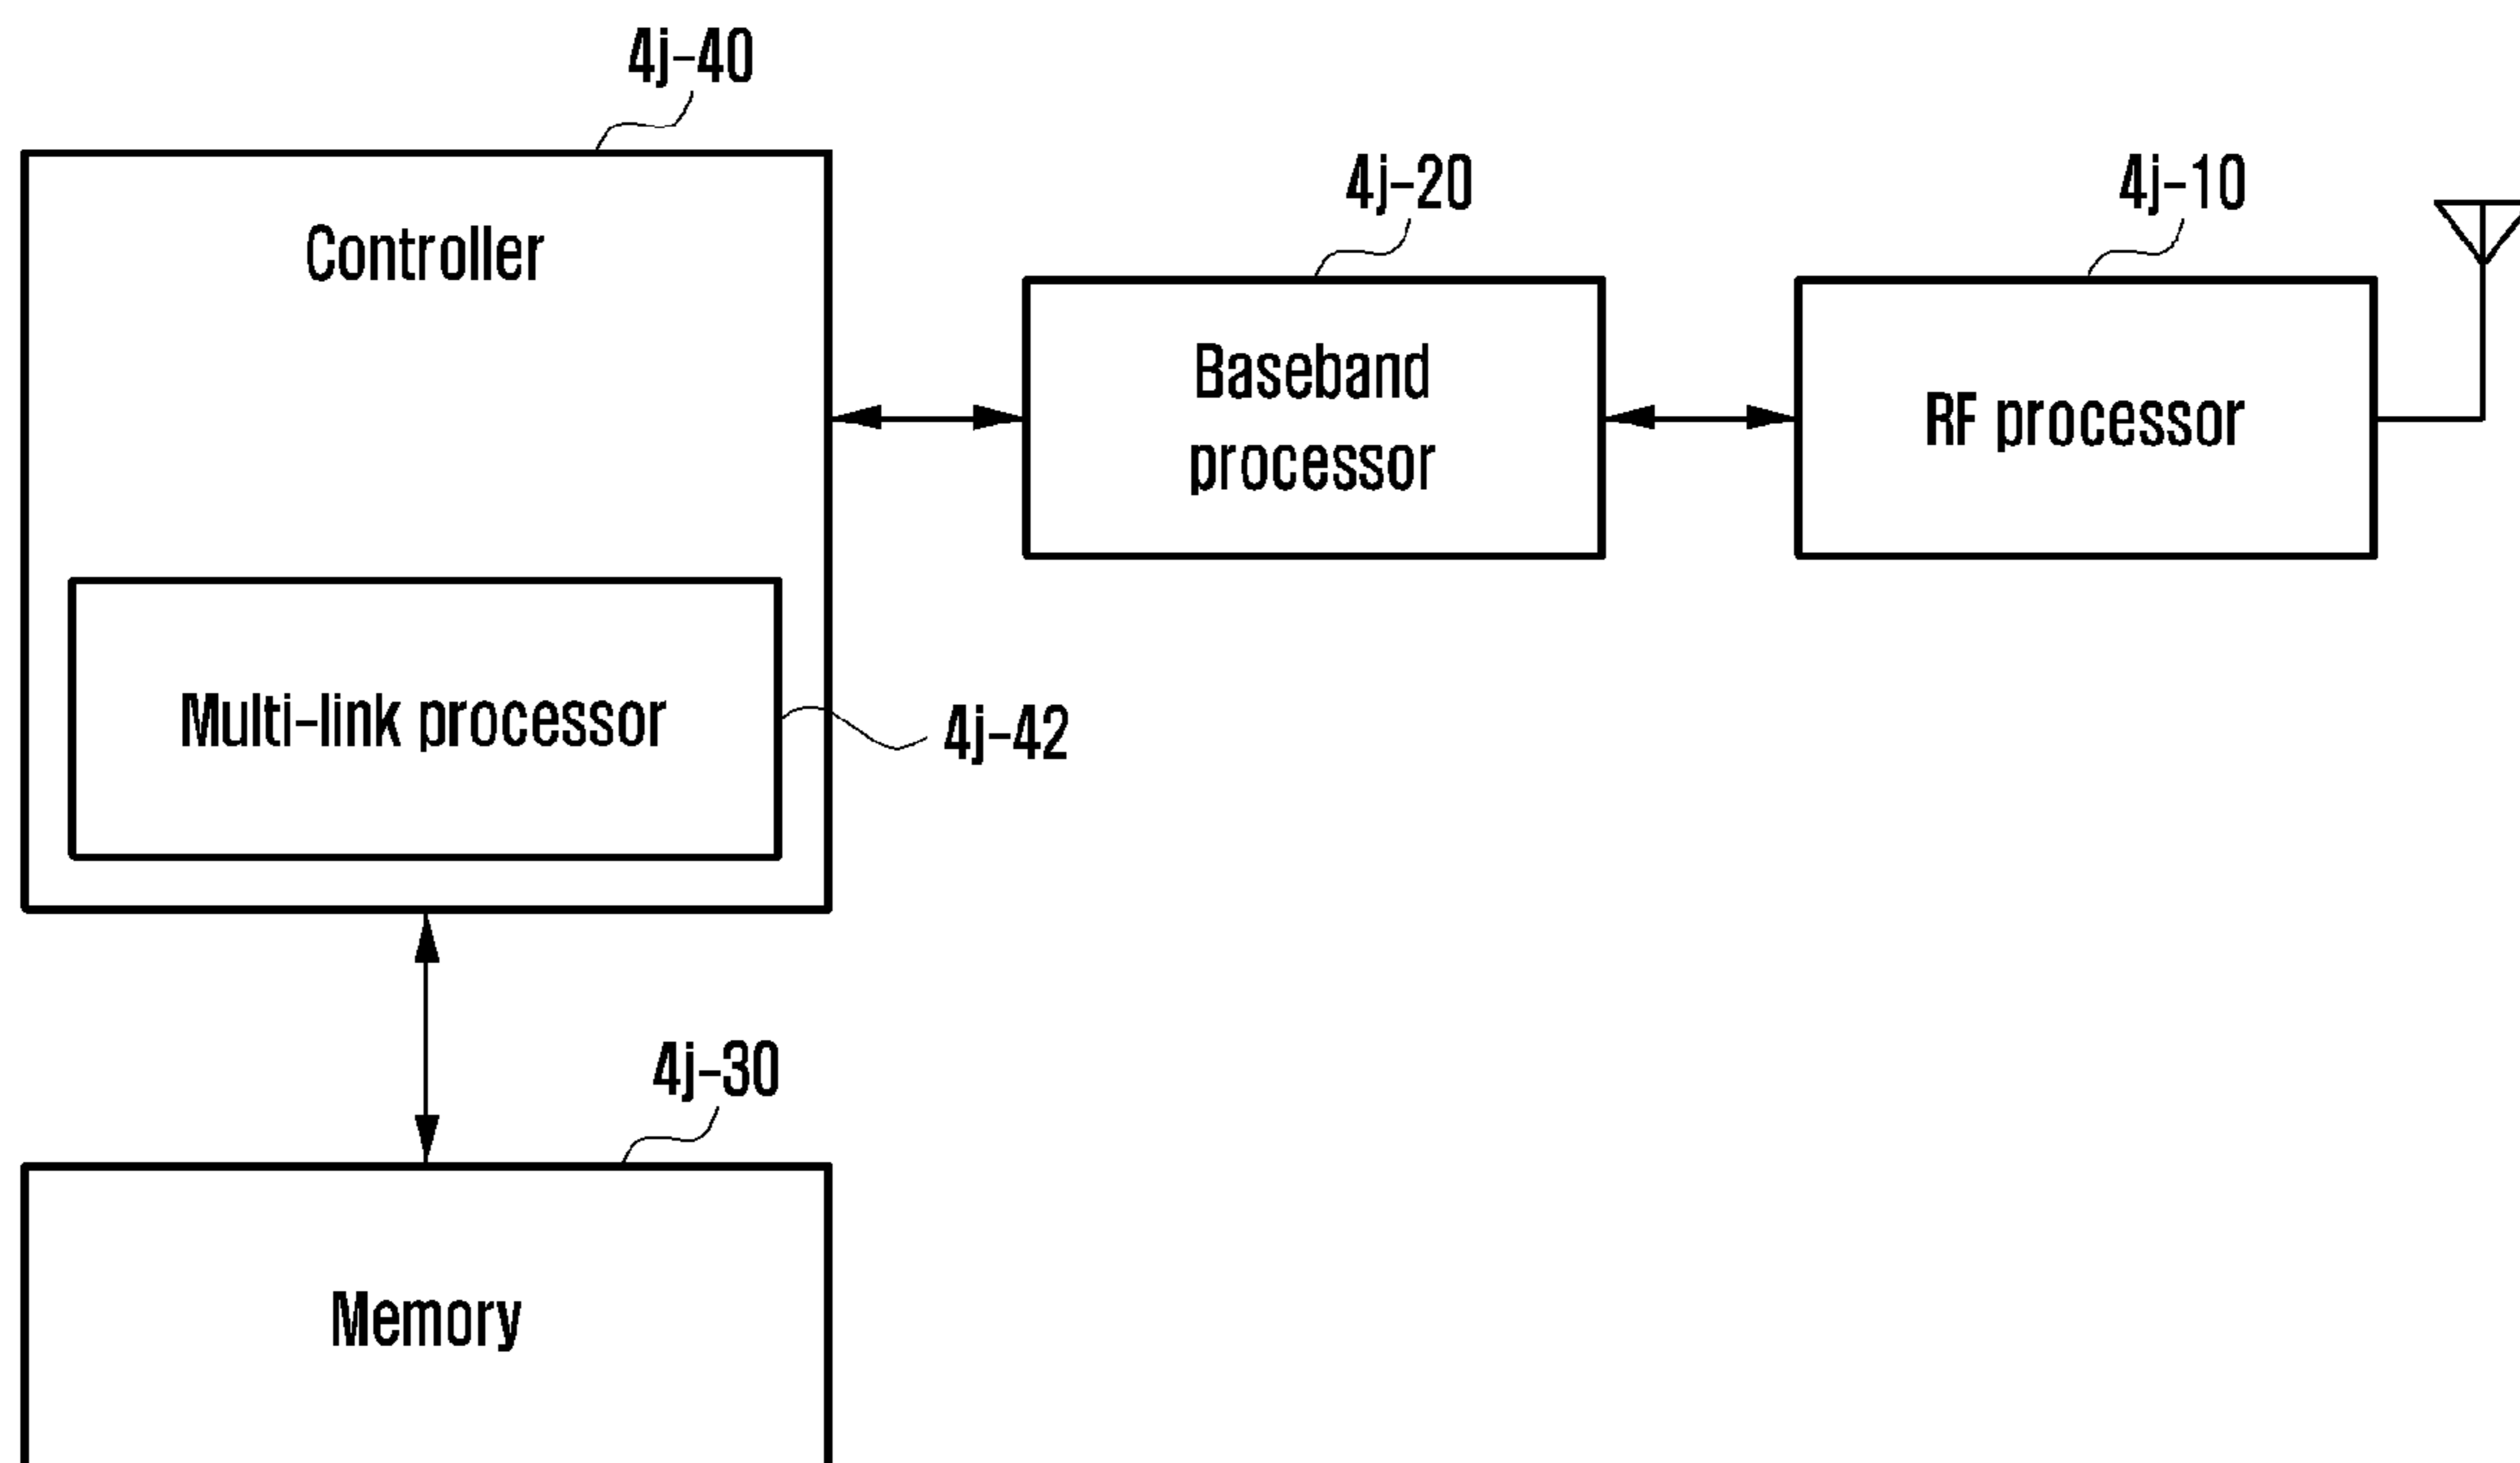 4j-40
4j-20
4j-10
Controller
Baseband
processor
RF processor
Multi-link processor
4j-42
4j-30
Memory